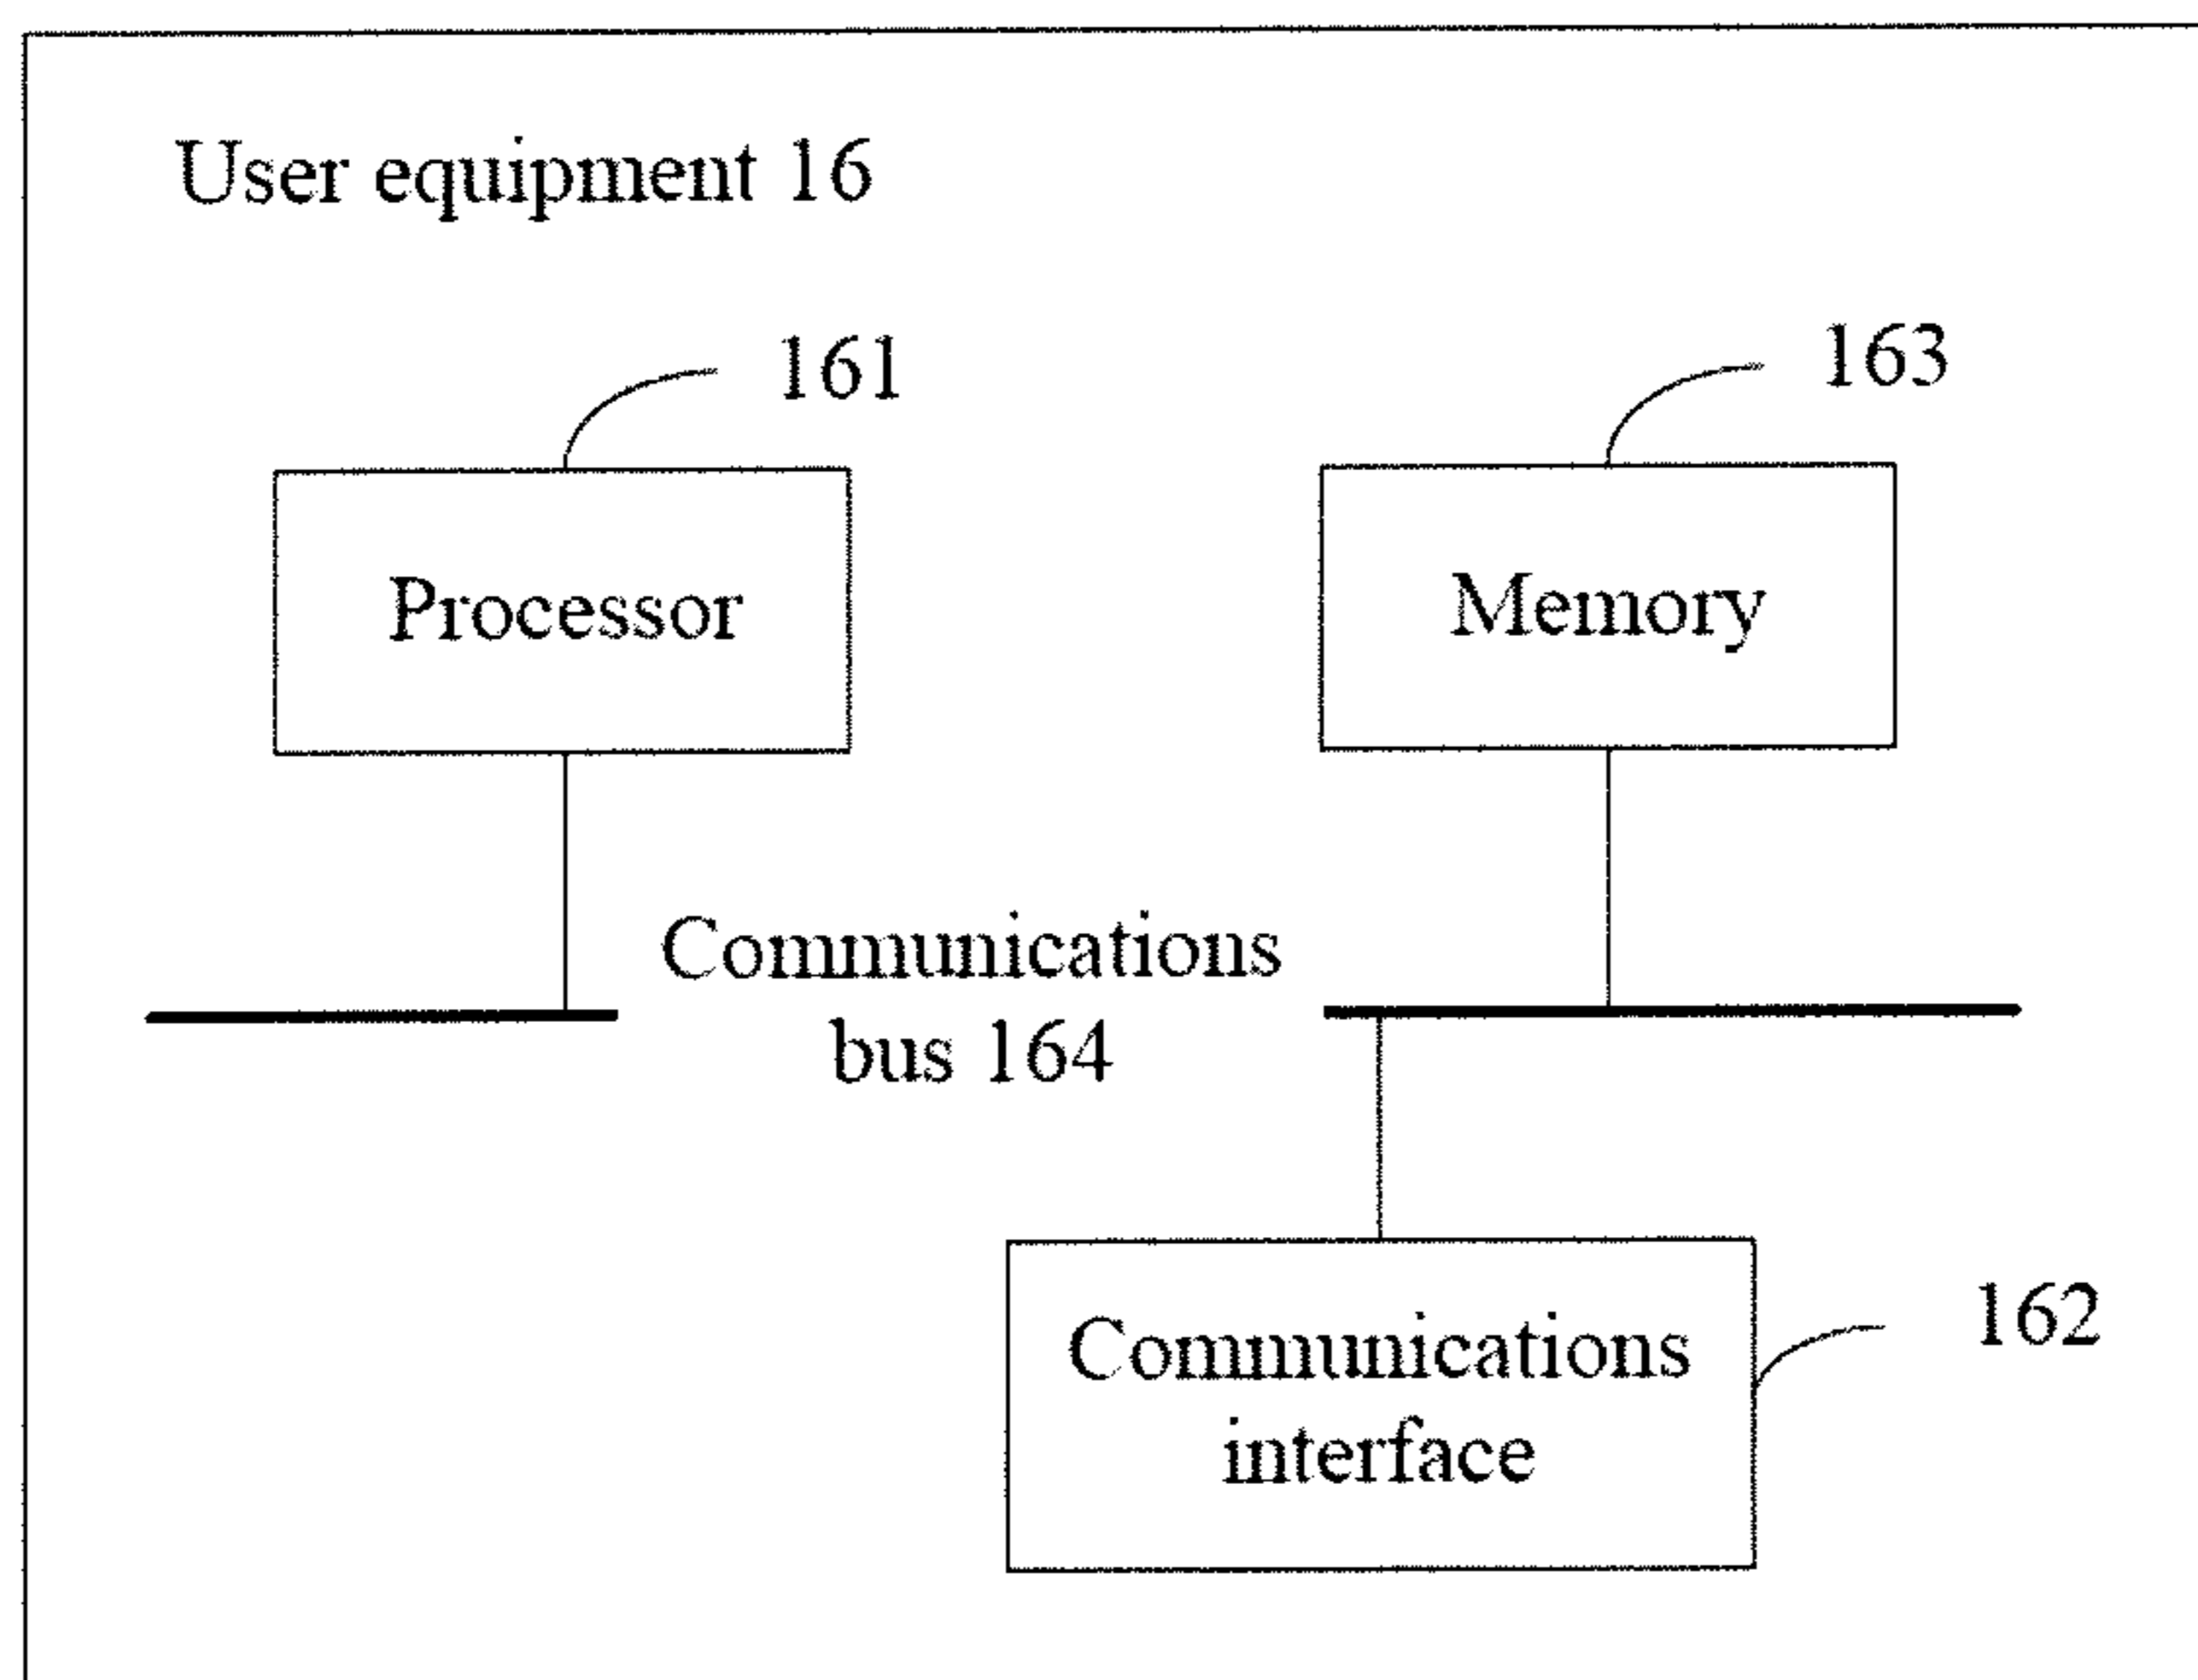 User equipment 16
161
163
Processor
Memory
Communications
bus 164
Communications
interface
162